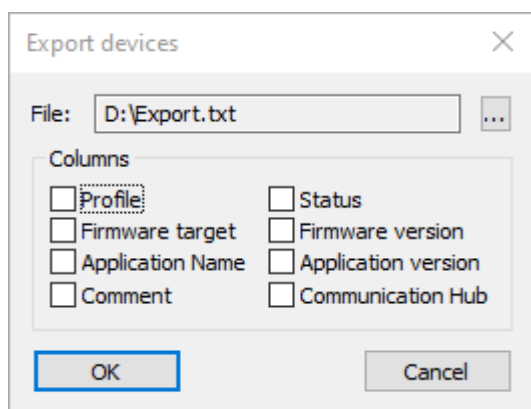 Export devices
File: D:\Export.txt ...
Columns
Profile Status
Firmware target Firmware version
Application Name Application version
Comment Communication Hub
OK Cancel